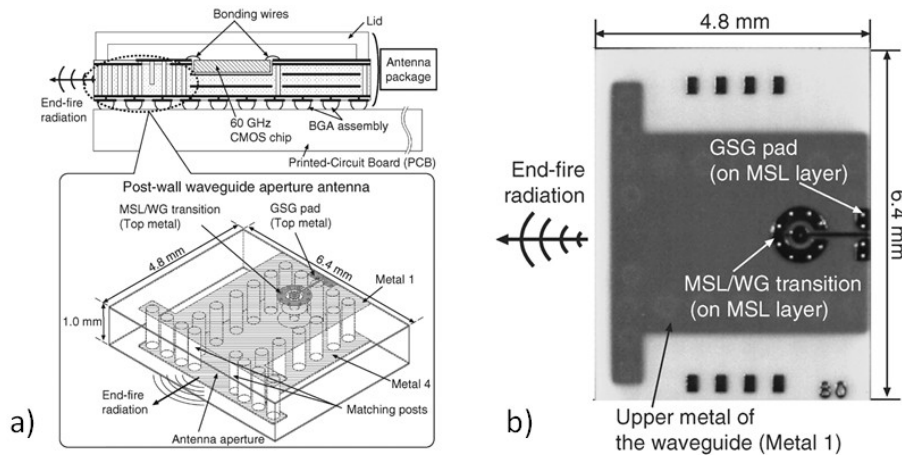 Bonding wires
Lid
Antenna
package
End-fire
radiation
60 GHz
CMOS chip
BGA assembly
Printed-Circuit Board (PCB)
Post-wall waveguide aperture antenna
MSL/WG transition
(Top metal)
GSG pad
(Top metal)
4.8 mm
6.4 mm
Metal 1
1.0 mm
Metal 4
End-fire
radiation
Matching posts
Antenna aperture
a)
4.8 mm
GSG pad
(on MSL layer)
End-fire
radiation
6.4 mm
MSL/WG transition
(on MSL layer)
Upper metal of
the waveguide (Metal 1)
b)